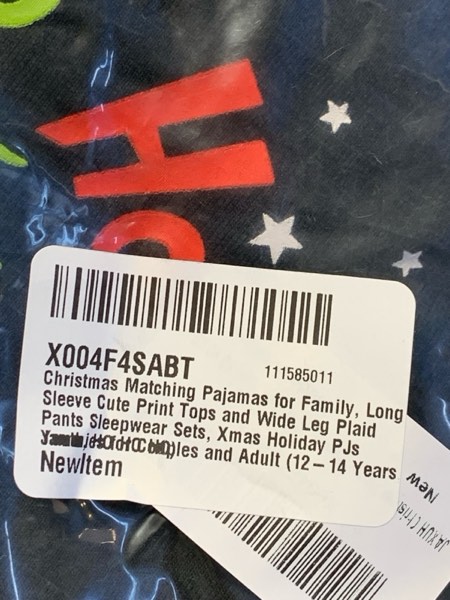 HO
X004F4SABT
111585011
Christmas Matching Pajamas for Family, Long
Sleeve Cute Print Tops and Wide Leg Plaid
Pants Sleepwear Sets, Xmas Holiday PJs
and Adult (12–14 Years
NewItem
New